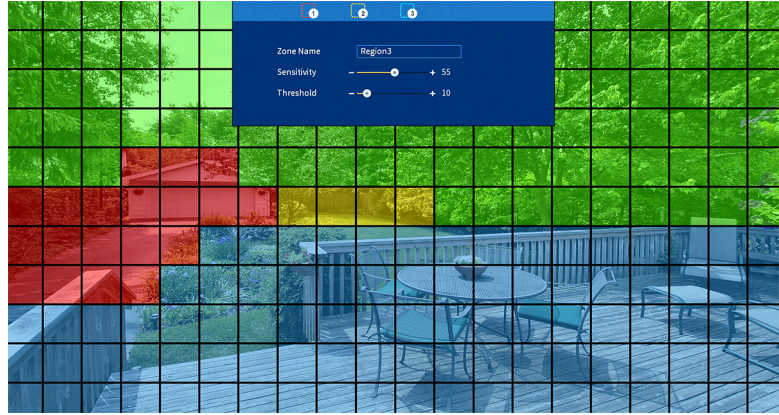 1 2 3
Zone Name Region3
Sensitivity - + 55
Threshold - + 10